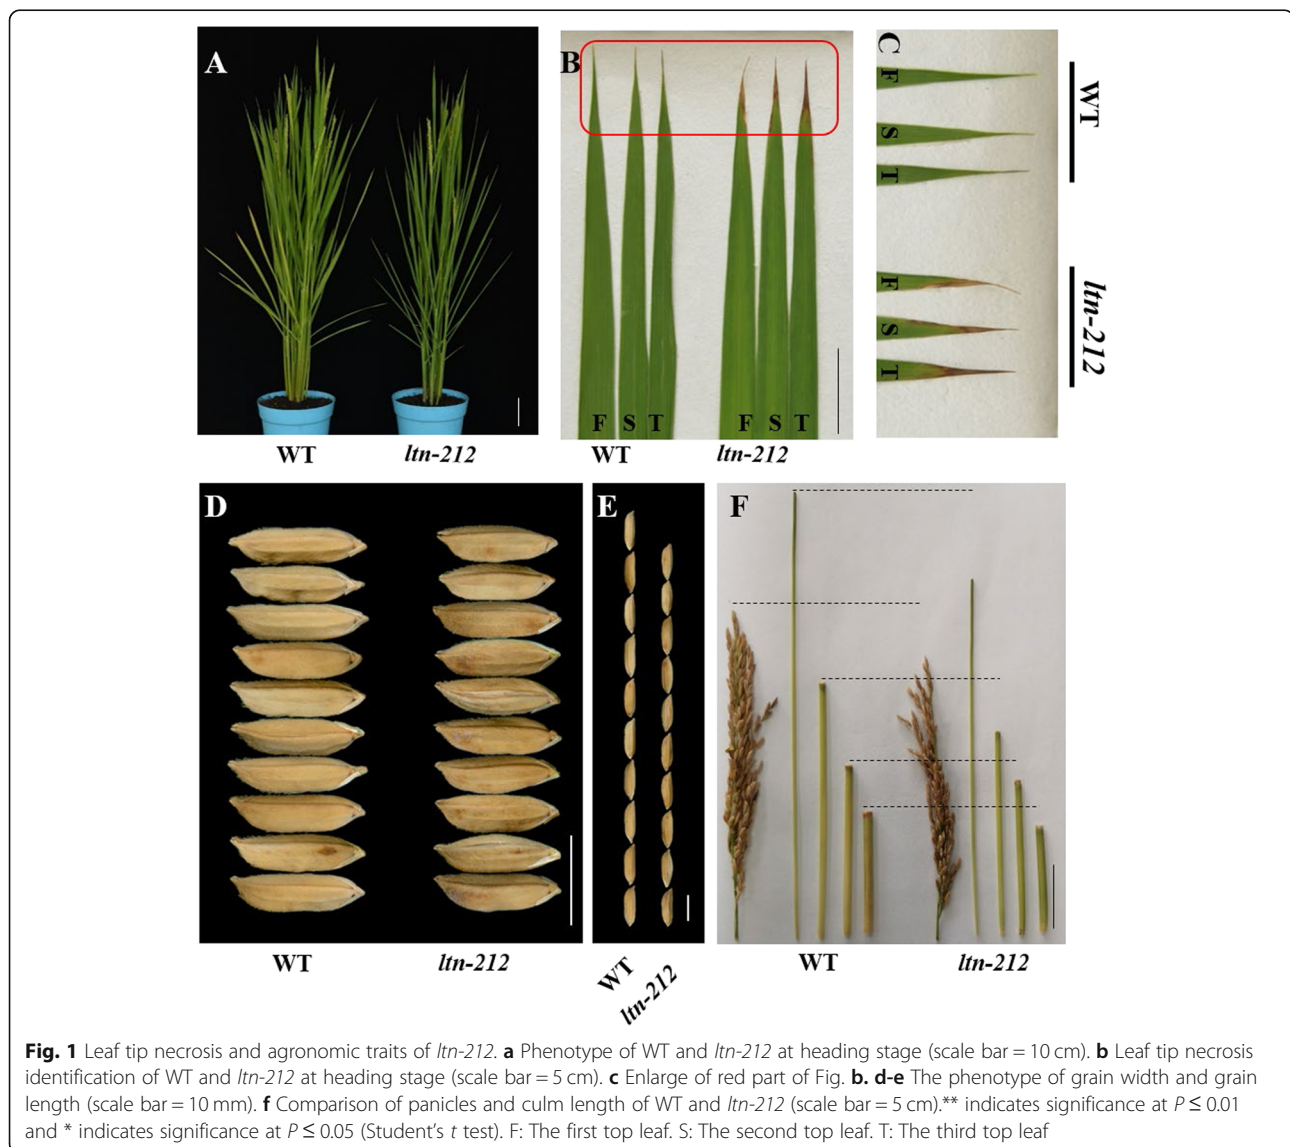 A
B
C
F
S
T
WT
F
S
T
ltn-212
F S T
F S T
WT
ltn-212
WT
ltn-212
D
E
F
WT
ltn-212
WT
ltn-212
WT
ltn-212
Fig. 1 Leaf tip necrosis and agronomic traits of ltn-212. a Phenotype of WT and ltn-212 at heading stage (scale bar = 10 cm). b Leaf tip necrosis
identification of WT and ltn-212 at heading stage (scale bar = 5 cm). c Enlarge of red part of Fig. b. d-e The phenotype of grain width and grain
length (scale bar = 10 mm). f Comparison of panicles and culm length of WT and ltn-212 (scale bar = 5 cm).** indicates significance at P ≤ 0.01
and * indicates significance at P ≤ 0.05 (Student's t test). F: The first top leaf. S: The second top leaf. T: The third top leaf